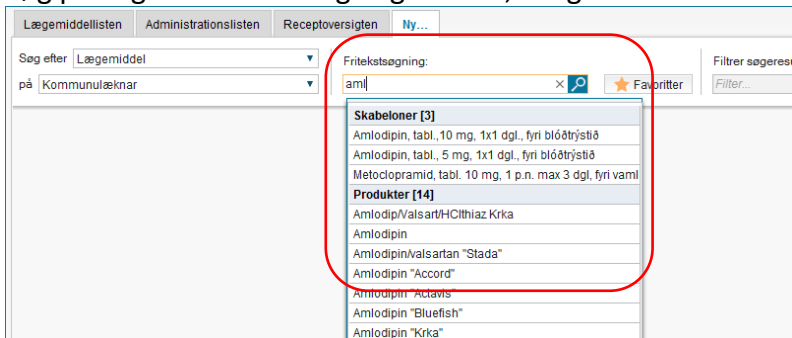 Lægemiddellisten Administrationslisten Receptoversigten Ny...
Søg efter Lægemiddel Fritekstsøgning: Filtrer søgeresu
på Kommunulæknar aml Favoritter Filter...
Skabeloner [3]
Amlodipin, tabl.,10 mg, 1x1 dgl., fyri blóðtrýstið
Amlodipin, tabl., 5 mg, 1x1 dgl., fyri blóðtrýstið
Metoclopramid, tabl. 10 mg, 1 p.n. max 3 dgl, fyri vaml
Produkter [14]
Amlodip/Valsart/HClthiaz Krka
Amlodipin
Amlodipin/valsartan "Stada"
Amlodipin "Accord"
Amlodipin "Actavis"
Amlodipin "Bluefish"
Amlodipin "Krka"